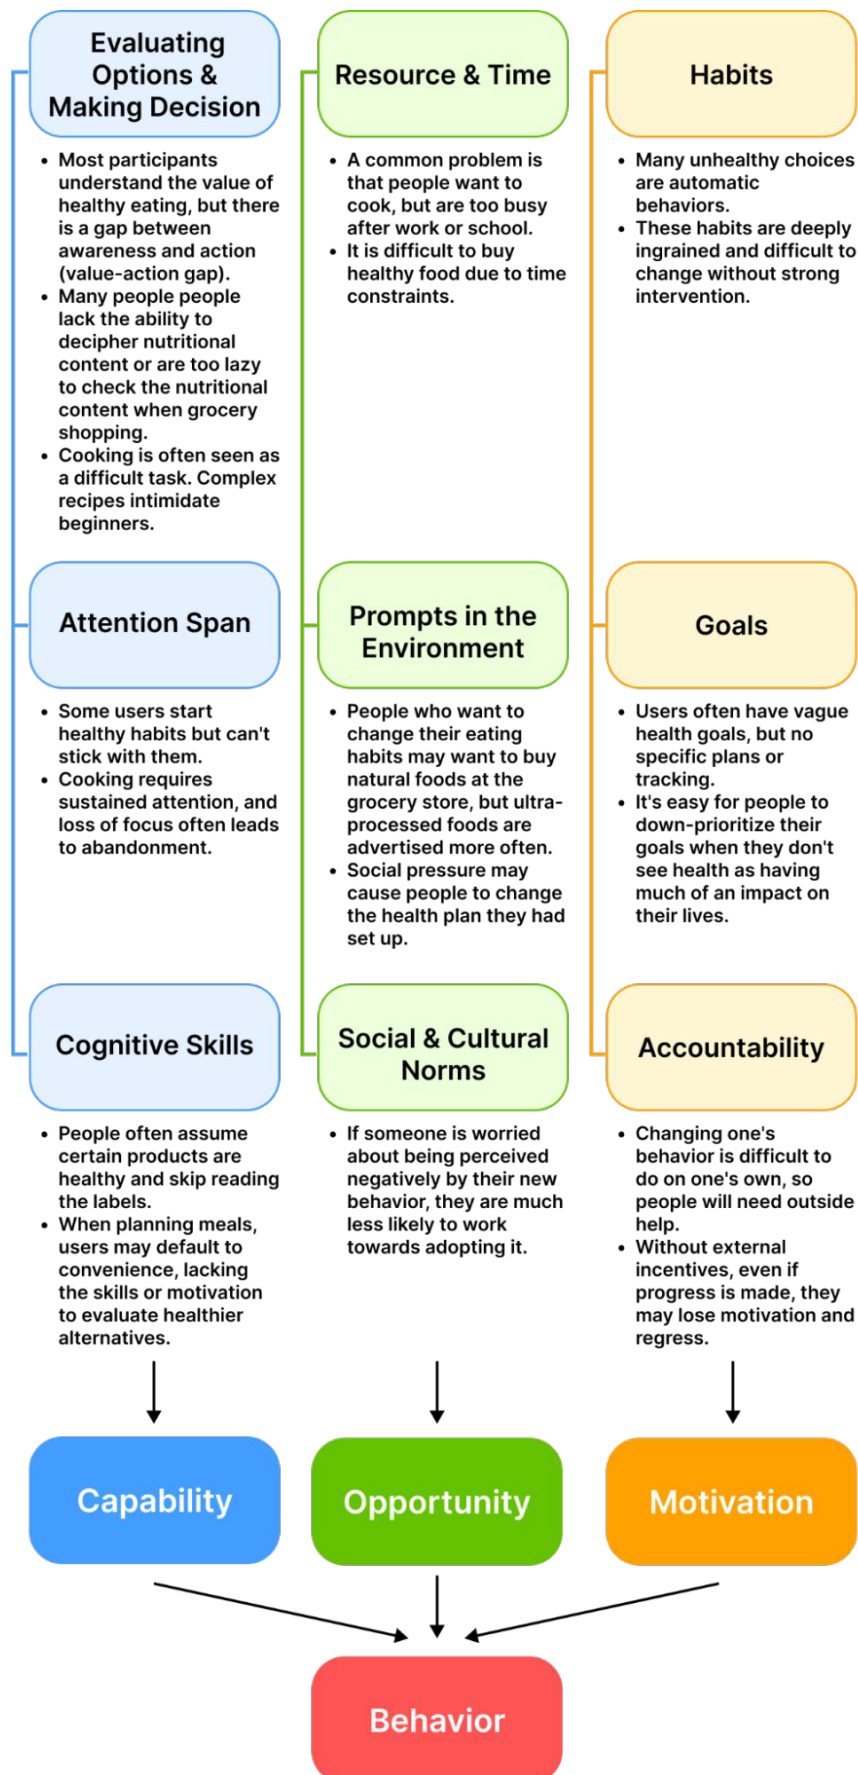 Evaluating
Options &
Making Decision
• Most participants
understand the value of
healthy eating, but there
is a gap between
awareness and action
(value-action gap).
• Many people people
lack the ability to
decipher nutritional
content or are too lazy
to check the nutritional
content when grocery
shopping.
• Cooking is often seen as
a difficult task. Complex
recipes intimidate
beginners.
Attention Span
• Some users start
healthy habits but can't
stick with them.
• Cooking requires
sustained attention, and
loss of focus often leads
to abandonment.
Cognitive Skills
• People often assume
certain products are
healthy and skip reading
the labels.
• When planning meals,
users may default to
convenience, lacking
the skills or motivation
to evaluate healthier
alternatives.
Resource & Time
• A common problem is
that people want to
cook, but are too busy
after work or school.
• It is difficult to buy
healthy food due to time
constraints.
Prompts in the
Environment
• People who want to
change their eating
habits may want to buy
natural foods at the
grocery store, but ultra-
processed foods are
advertised more often.
• Social pressure may
cause people to change
the health plan they had
set up.
Social & Cultural
Norms
• If someone is worried
about being perceived
negatively by their new
behavior, they are much
less likely to work
towards adopting it.
Habits
• Many unhealthy choices
are automatic
behaviors.
• These habits are deeply
ingrained and difficult to
change without strong
intervention.
Goals
• Users often have vague
health goals, but no
specific plans or
tracking.
• It's easy for people to
down-prioritize their
goals when they don't
see health as having
much of an impact on
their lives.
Accountability
• Changing one's
behavior is difficult to
do on one's own, so
people will need outside
help.
• Without external
incentives, even if
progress is made, they
may lose motivation and
regress.
Capability
Opportunity
Motivation
Behavior